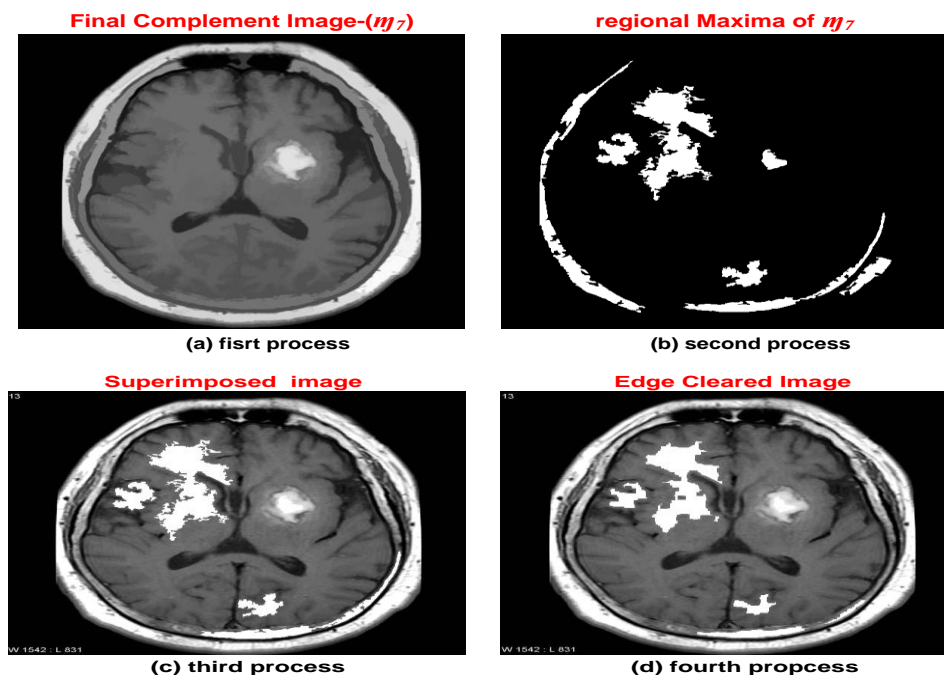 Final Complement Image-(m7)
regional Maxima of m7
(a) fisrt process
(b) second process
Superimposed image
Edge Cleared Image
13
13
W 1542 : L 831
W 1542 : L 831
(c) third process
(d) fourth propcess